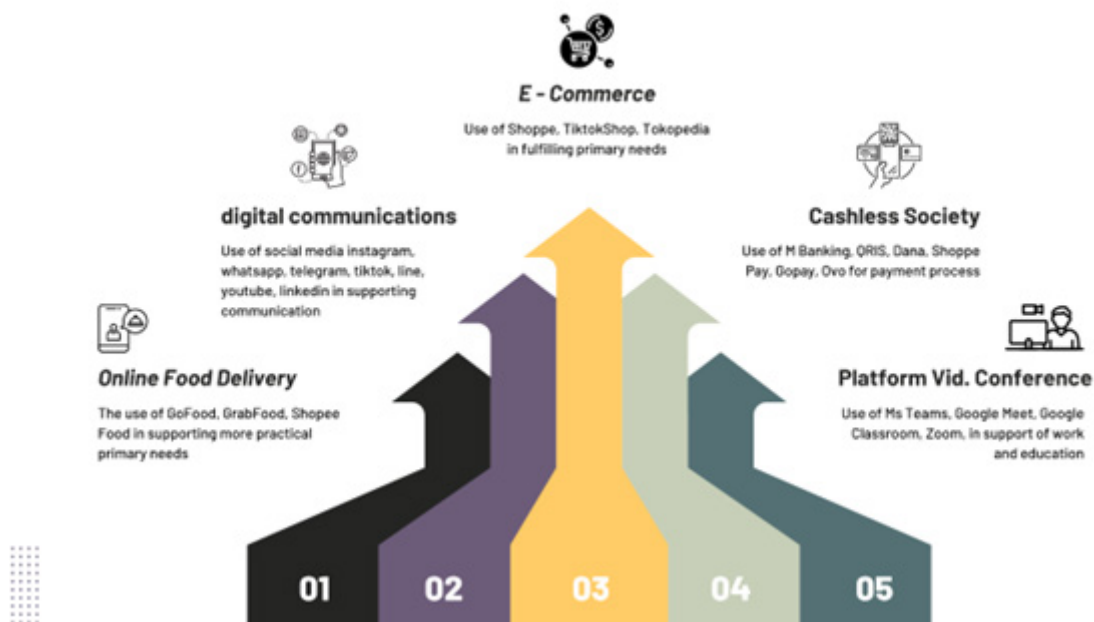 E - Commerce
Use of Shoppe, TiktokShop, Tokopedia
in fulfilling primary needs
digital communications
Use of social media instagram,
whatsapp, telegram, tiktok, line,
youtube, linkedin in supporting
communication
Cashless Society
Use of M Banking, QRIS, Dana, Shoppe
Pay, Gopay, Ovo for payment process
Online Food Delivery
The use of GoFood, GrabFood, Shopee
Food in supporting more practical
primary needs
Platform Vid. Conference
Use of Ms Teams, Google Meet, Google
Classroom, Zoom, in support of work
and education
01
02
03
04
05